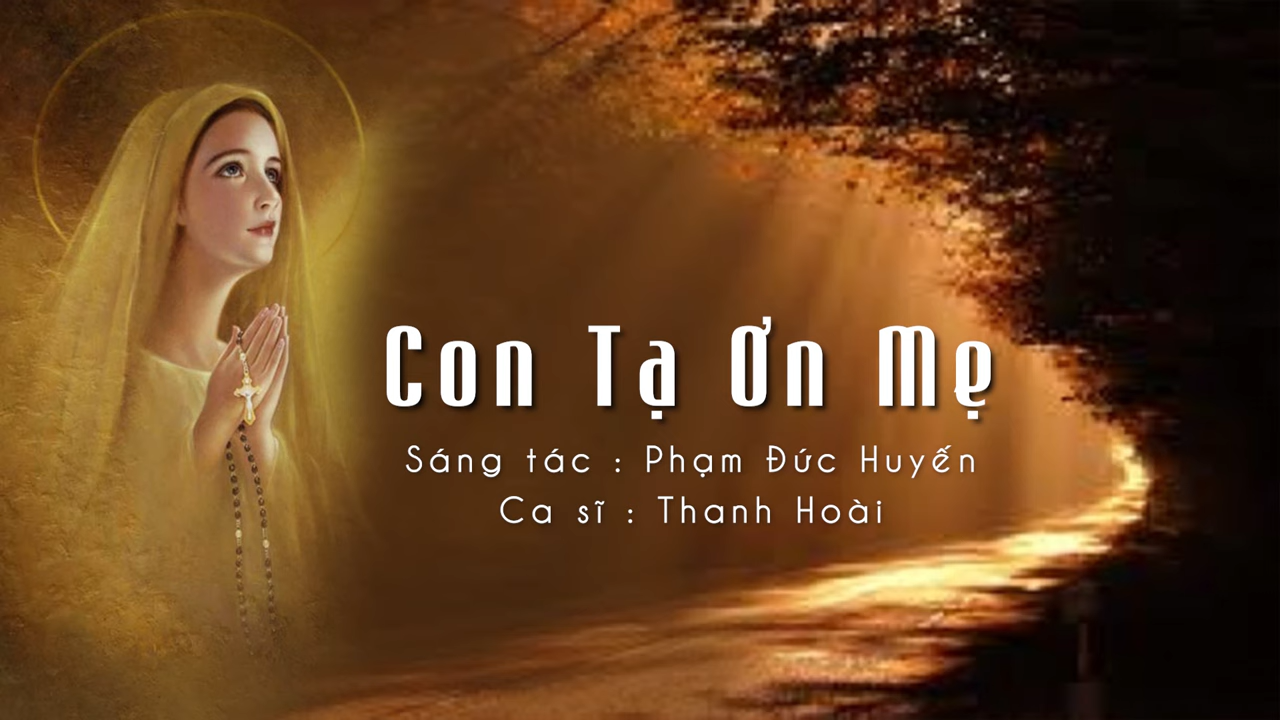 Con Tạ Ơn Mẹ
Sáng tác : Phạm Đức Huyến
Ca sĩ : Thanh Hoài